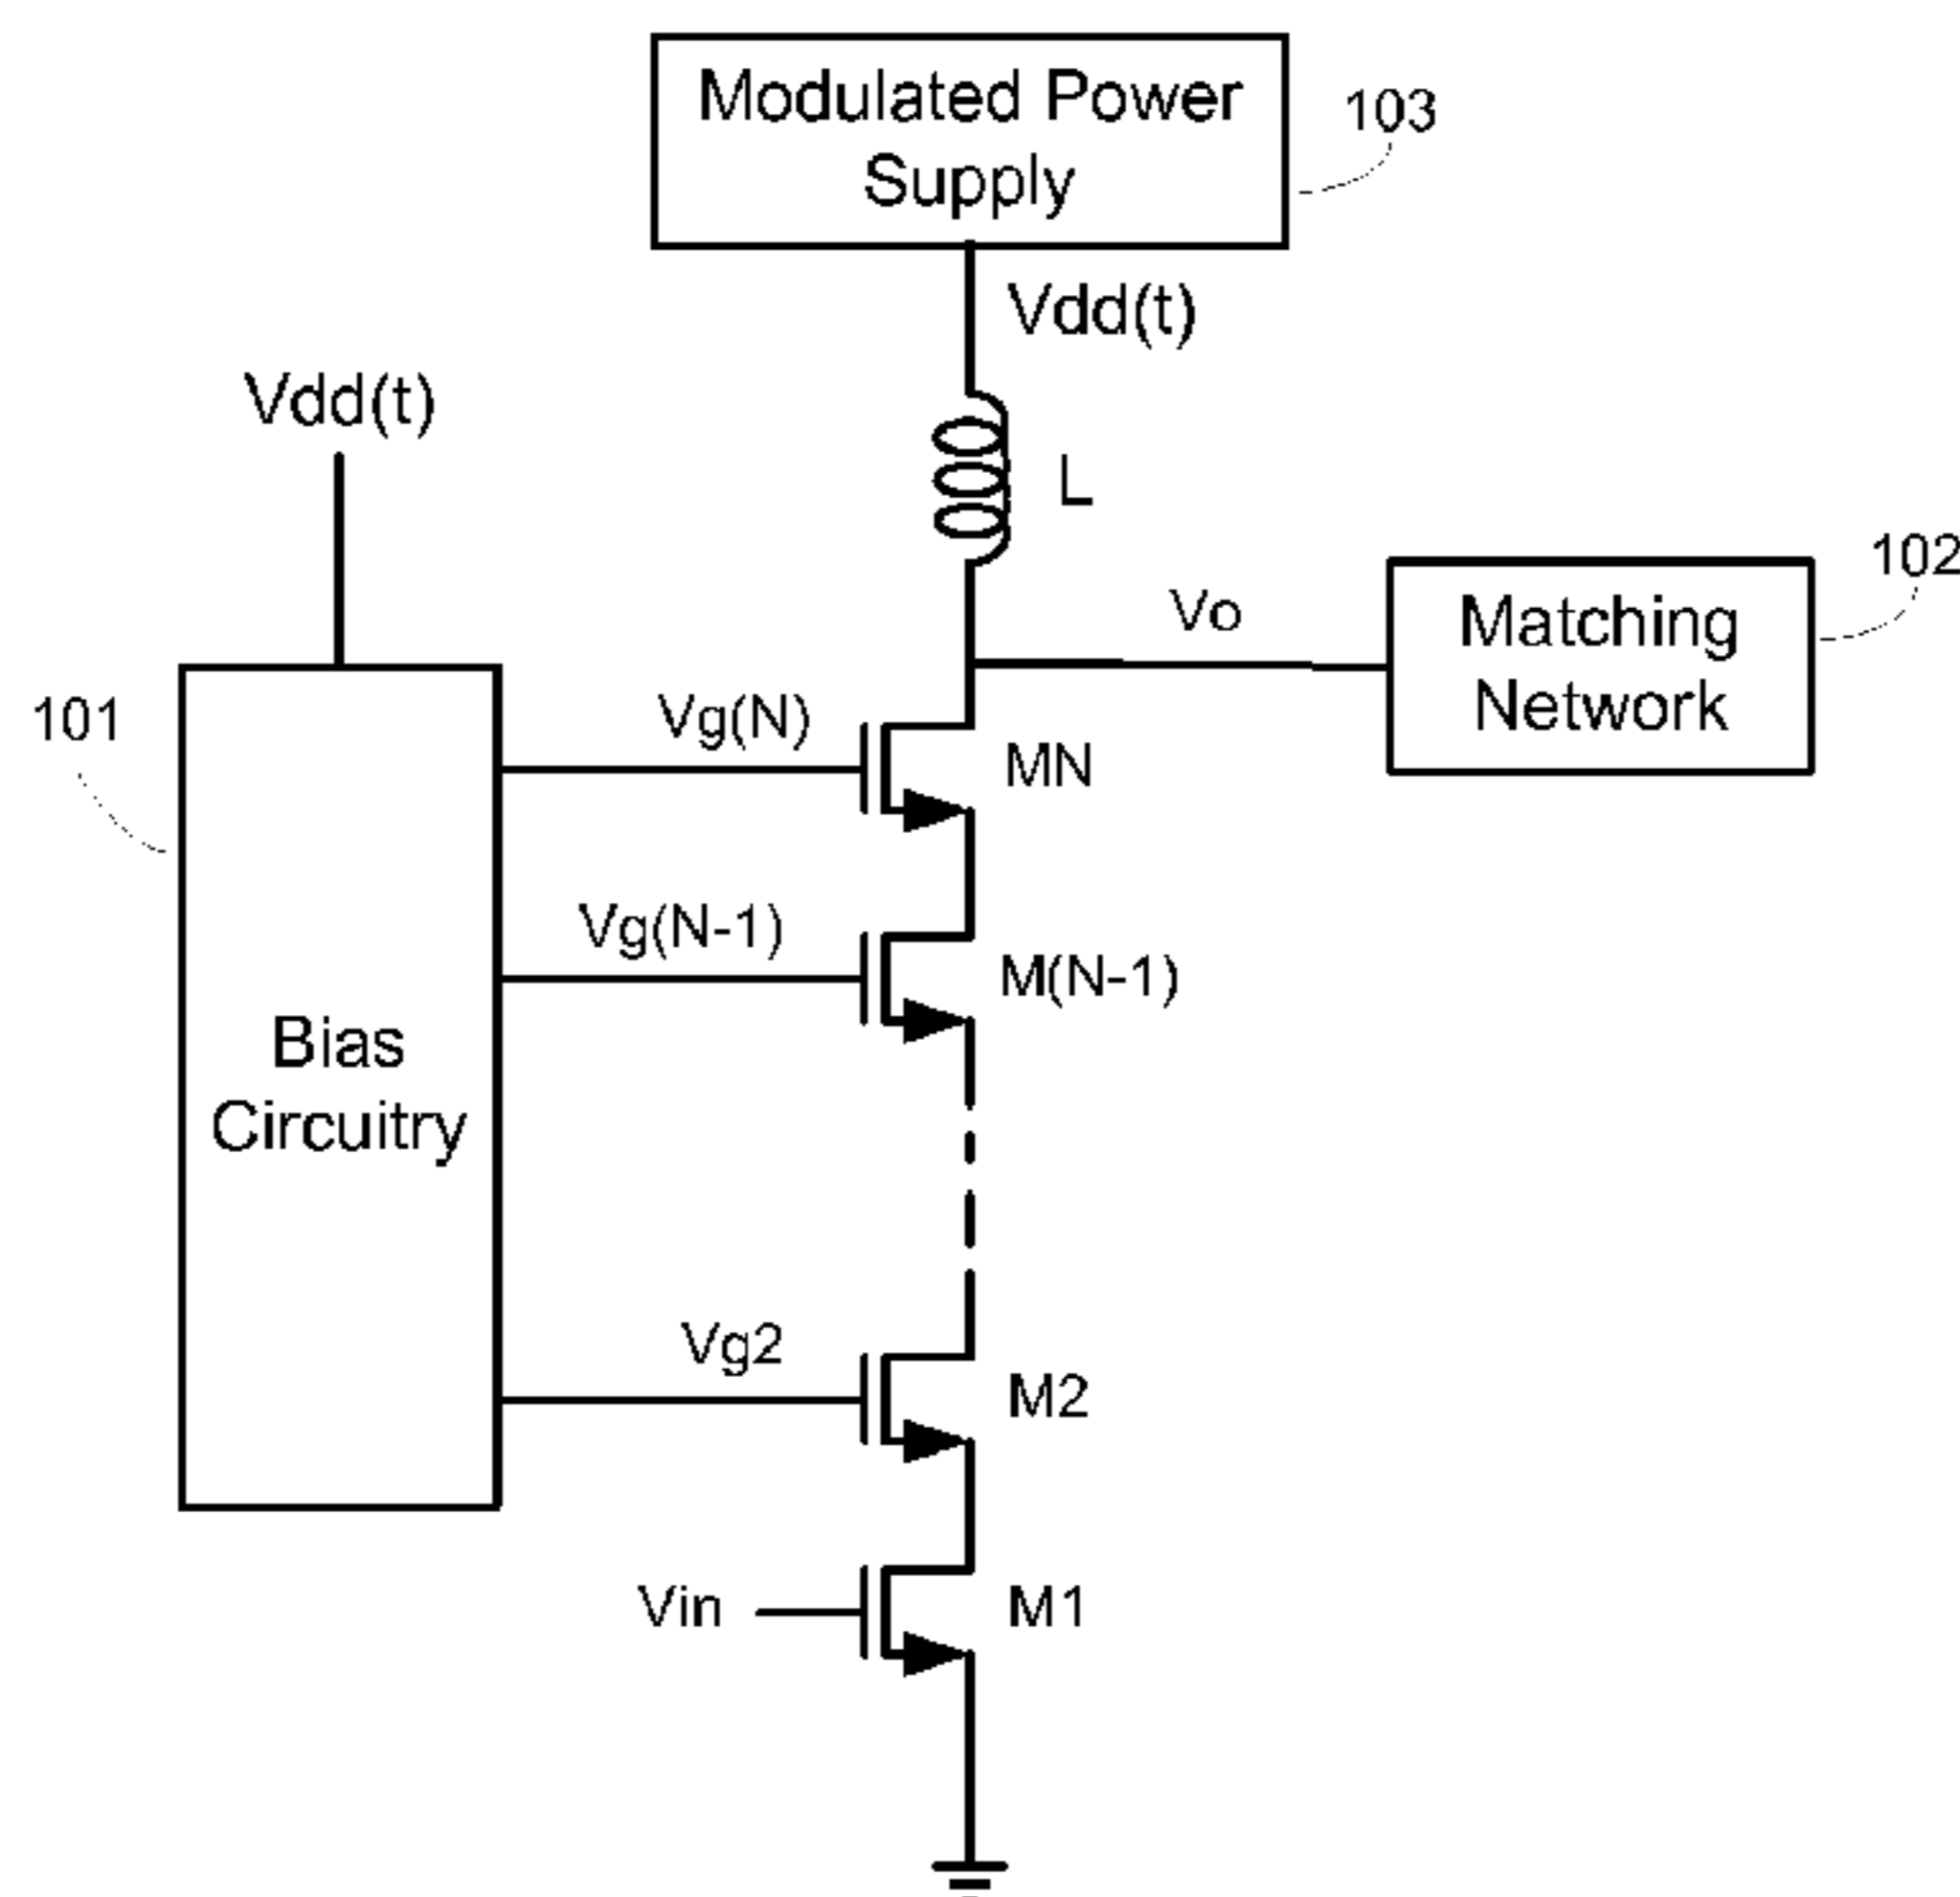 Modulated Power
Supply
103
Vdd(t)
Vdd(t)
L
102
Matching
Network
Vo
101
Vg(N)
MN
Vg(N-1)
M(N-1)
Bias
Circuitry
Vg2
M2
Vin
M1